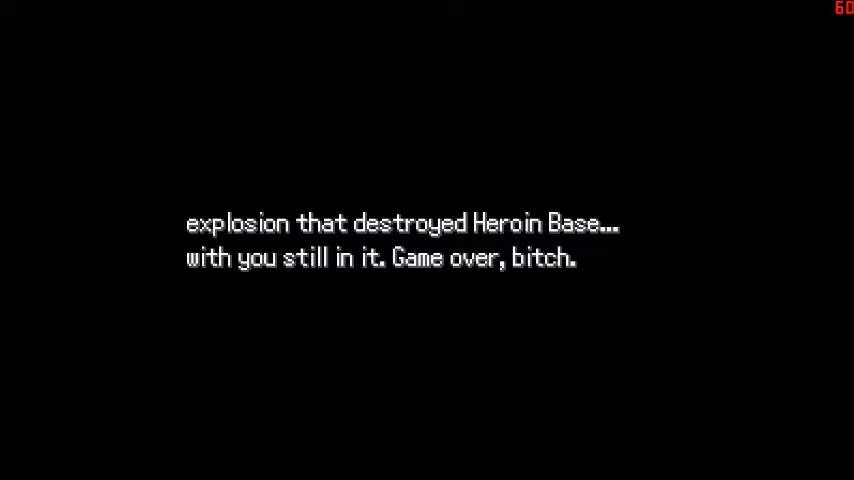 60
explosion that destroyed Heroin Base...
with you still in it. Game over, bitch.